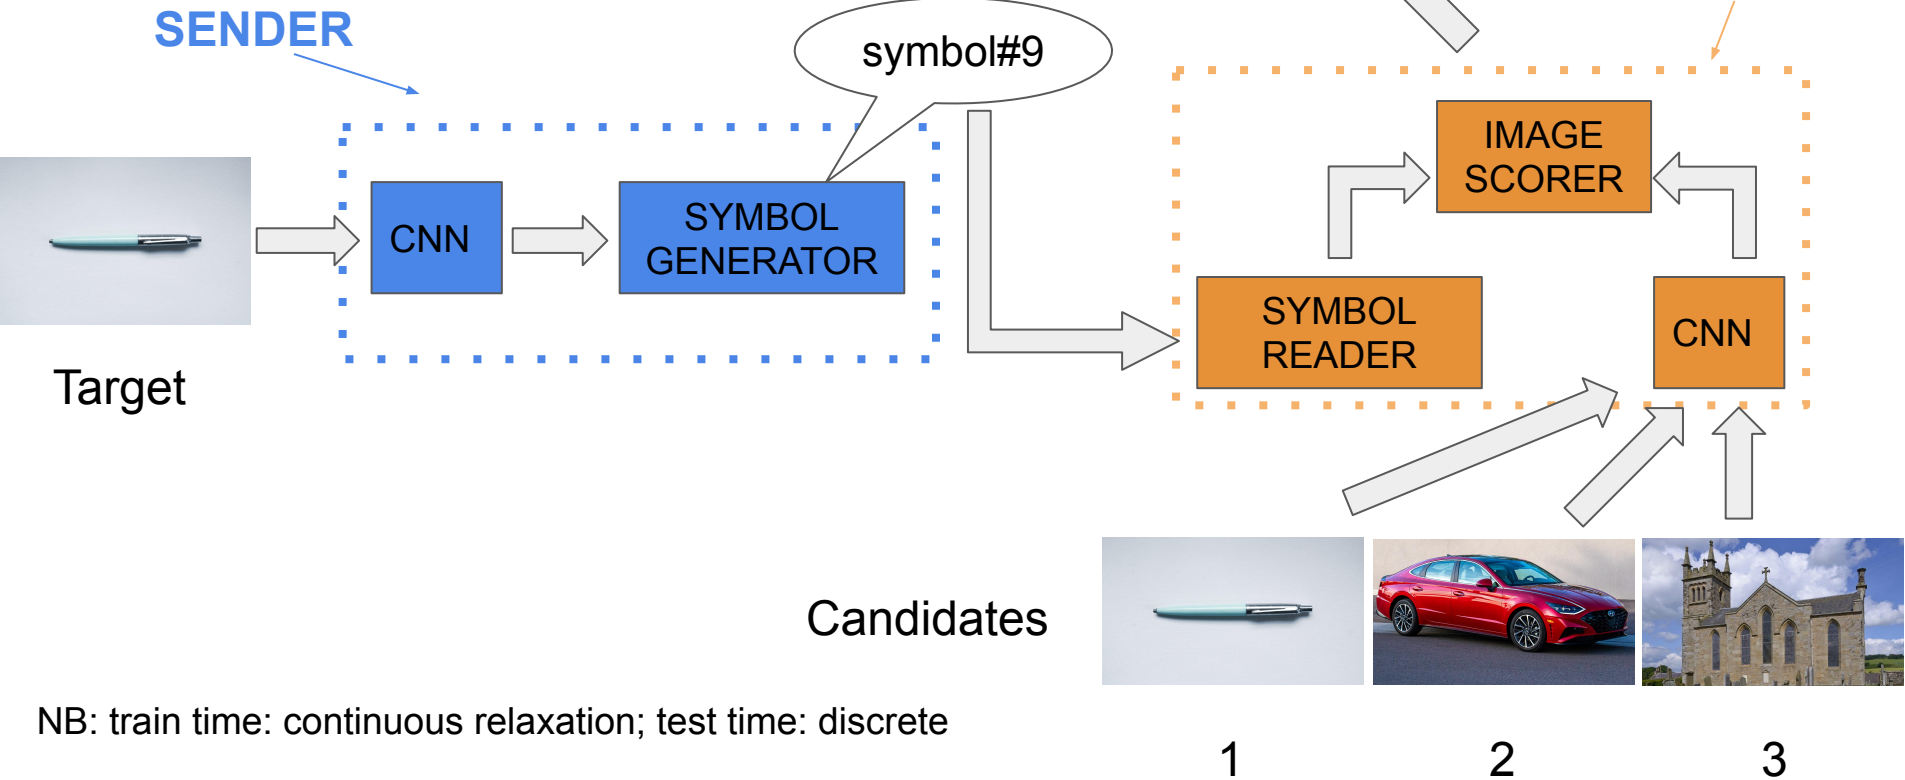 SENDER
symbol#9
CNN
SYMBOL
GENERATOR
Target
IMAGE
SCORER
SYMBOL
READER
CNN
Candidates
NB: train time: continuous relaxation; test time: discrete
1
2
3